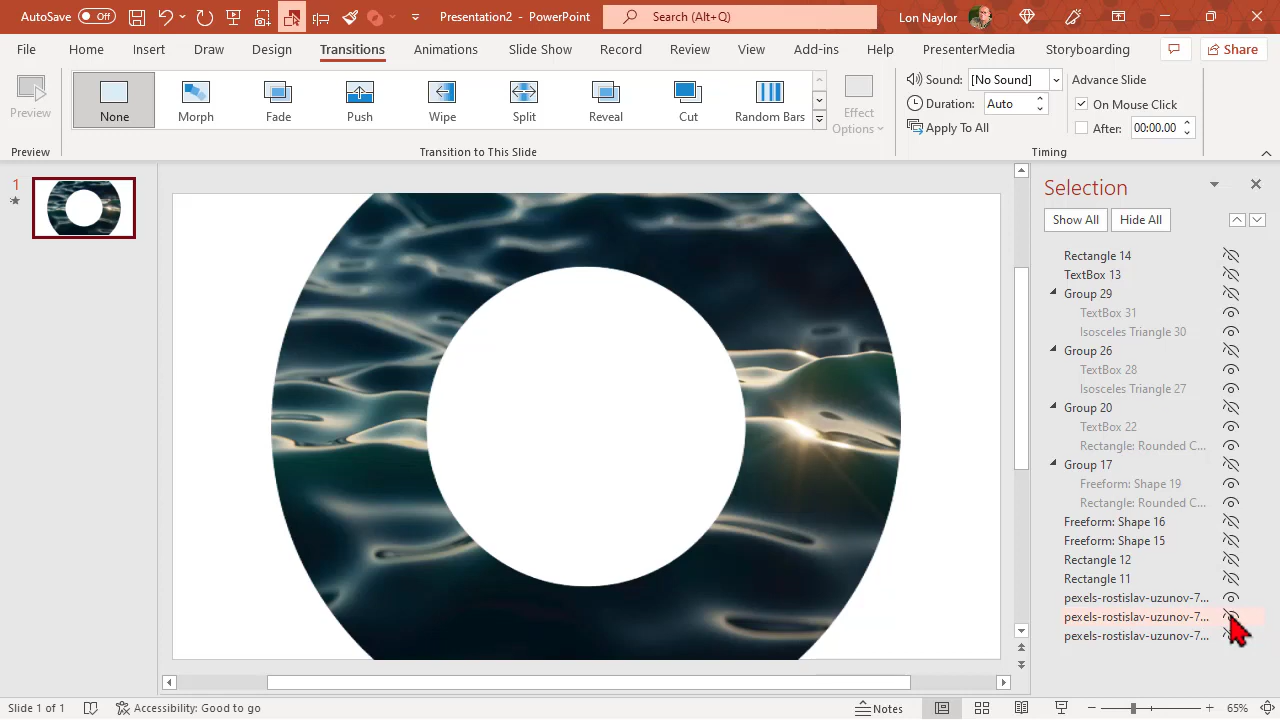 AutoSave Off Presentation2 - PowerPoint Search (Alt+Q) Lon Naylor
File Home Insert Draw Design Transitions Animations Slide Show Record Review View Add-ins Help PresenterMedia Storyboarding Share
Preview
None
Morph
Fade
Push
Wipe
Split
Reveal
Cut
Random Bars
Effect
Options
Sound: [No Sound]
Duration: Auto
Apply To All
Advance Slide
On Mouse Click
After: 00:00.00
Preview Transition to This Slide Timing
1
Selection
Show All Hide All
Rectangle 14
TextBox 13
Group 29
TextBox 31
Isosceles Triangle 30
Group 26
TextBox 28
Isosceles Triangle 27
Group 20
TextBox 22
Rectangle: Rounded C...
Group 17
Freeform: Shape 19
Rectangle: Rounded C...
Freeform: Shape 16
Freeform: Shape 15
Rectangle 12
Rectangle 11
pexels-rostislav-uzunov-7...
pexels-rostislav-uzunov-7...
pexels-rostislav-uzunov-7...
Slide 1 of 1 Accessibility: Good to go Notes 65%